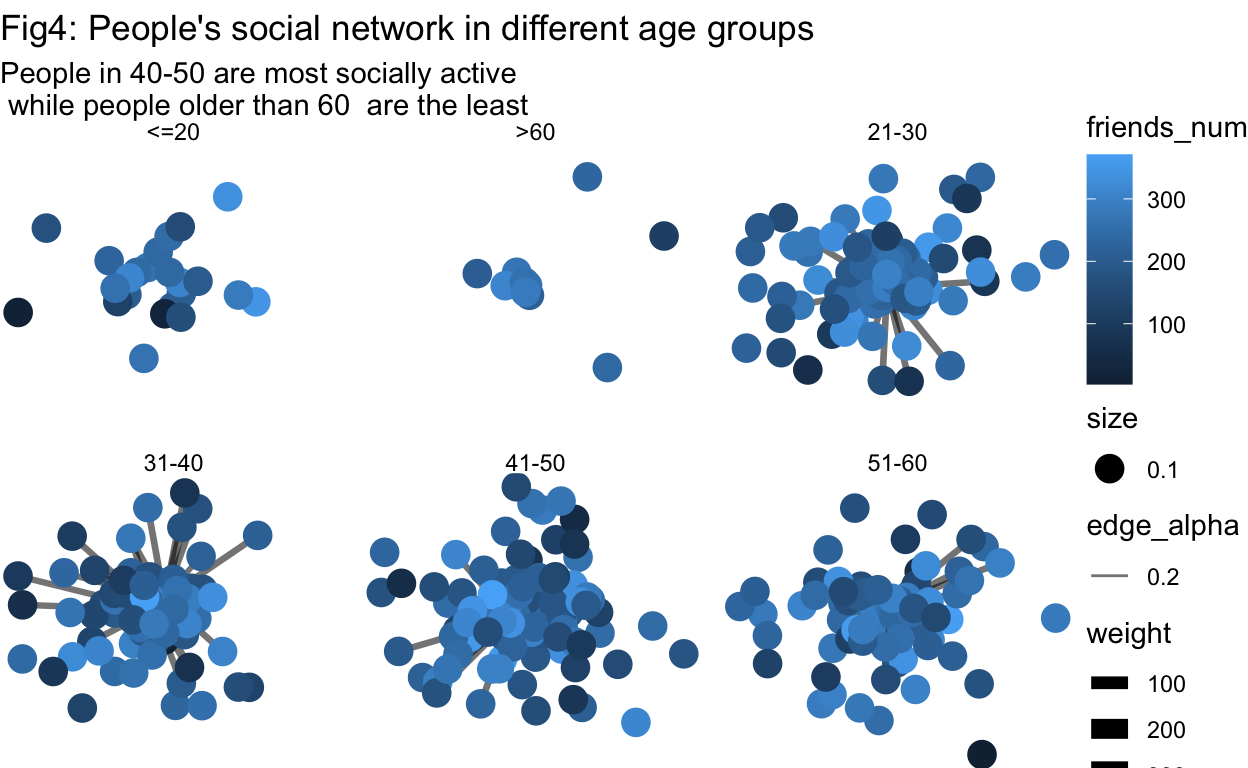 Fig4: People's social network in different age groups
People in 40-50 are most socially active
while people older than 60  are the least
<=20
>60
21-30
31-40
41-50
51-60
friends_num
300
200
100
size
0.1
edge_alpha
0.2
weight
100
200